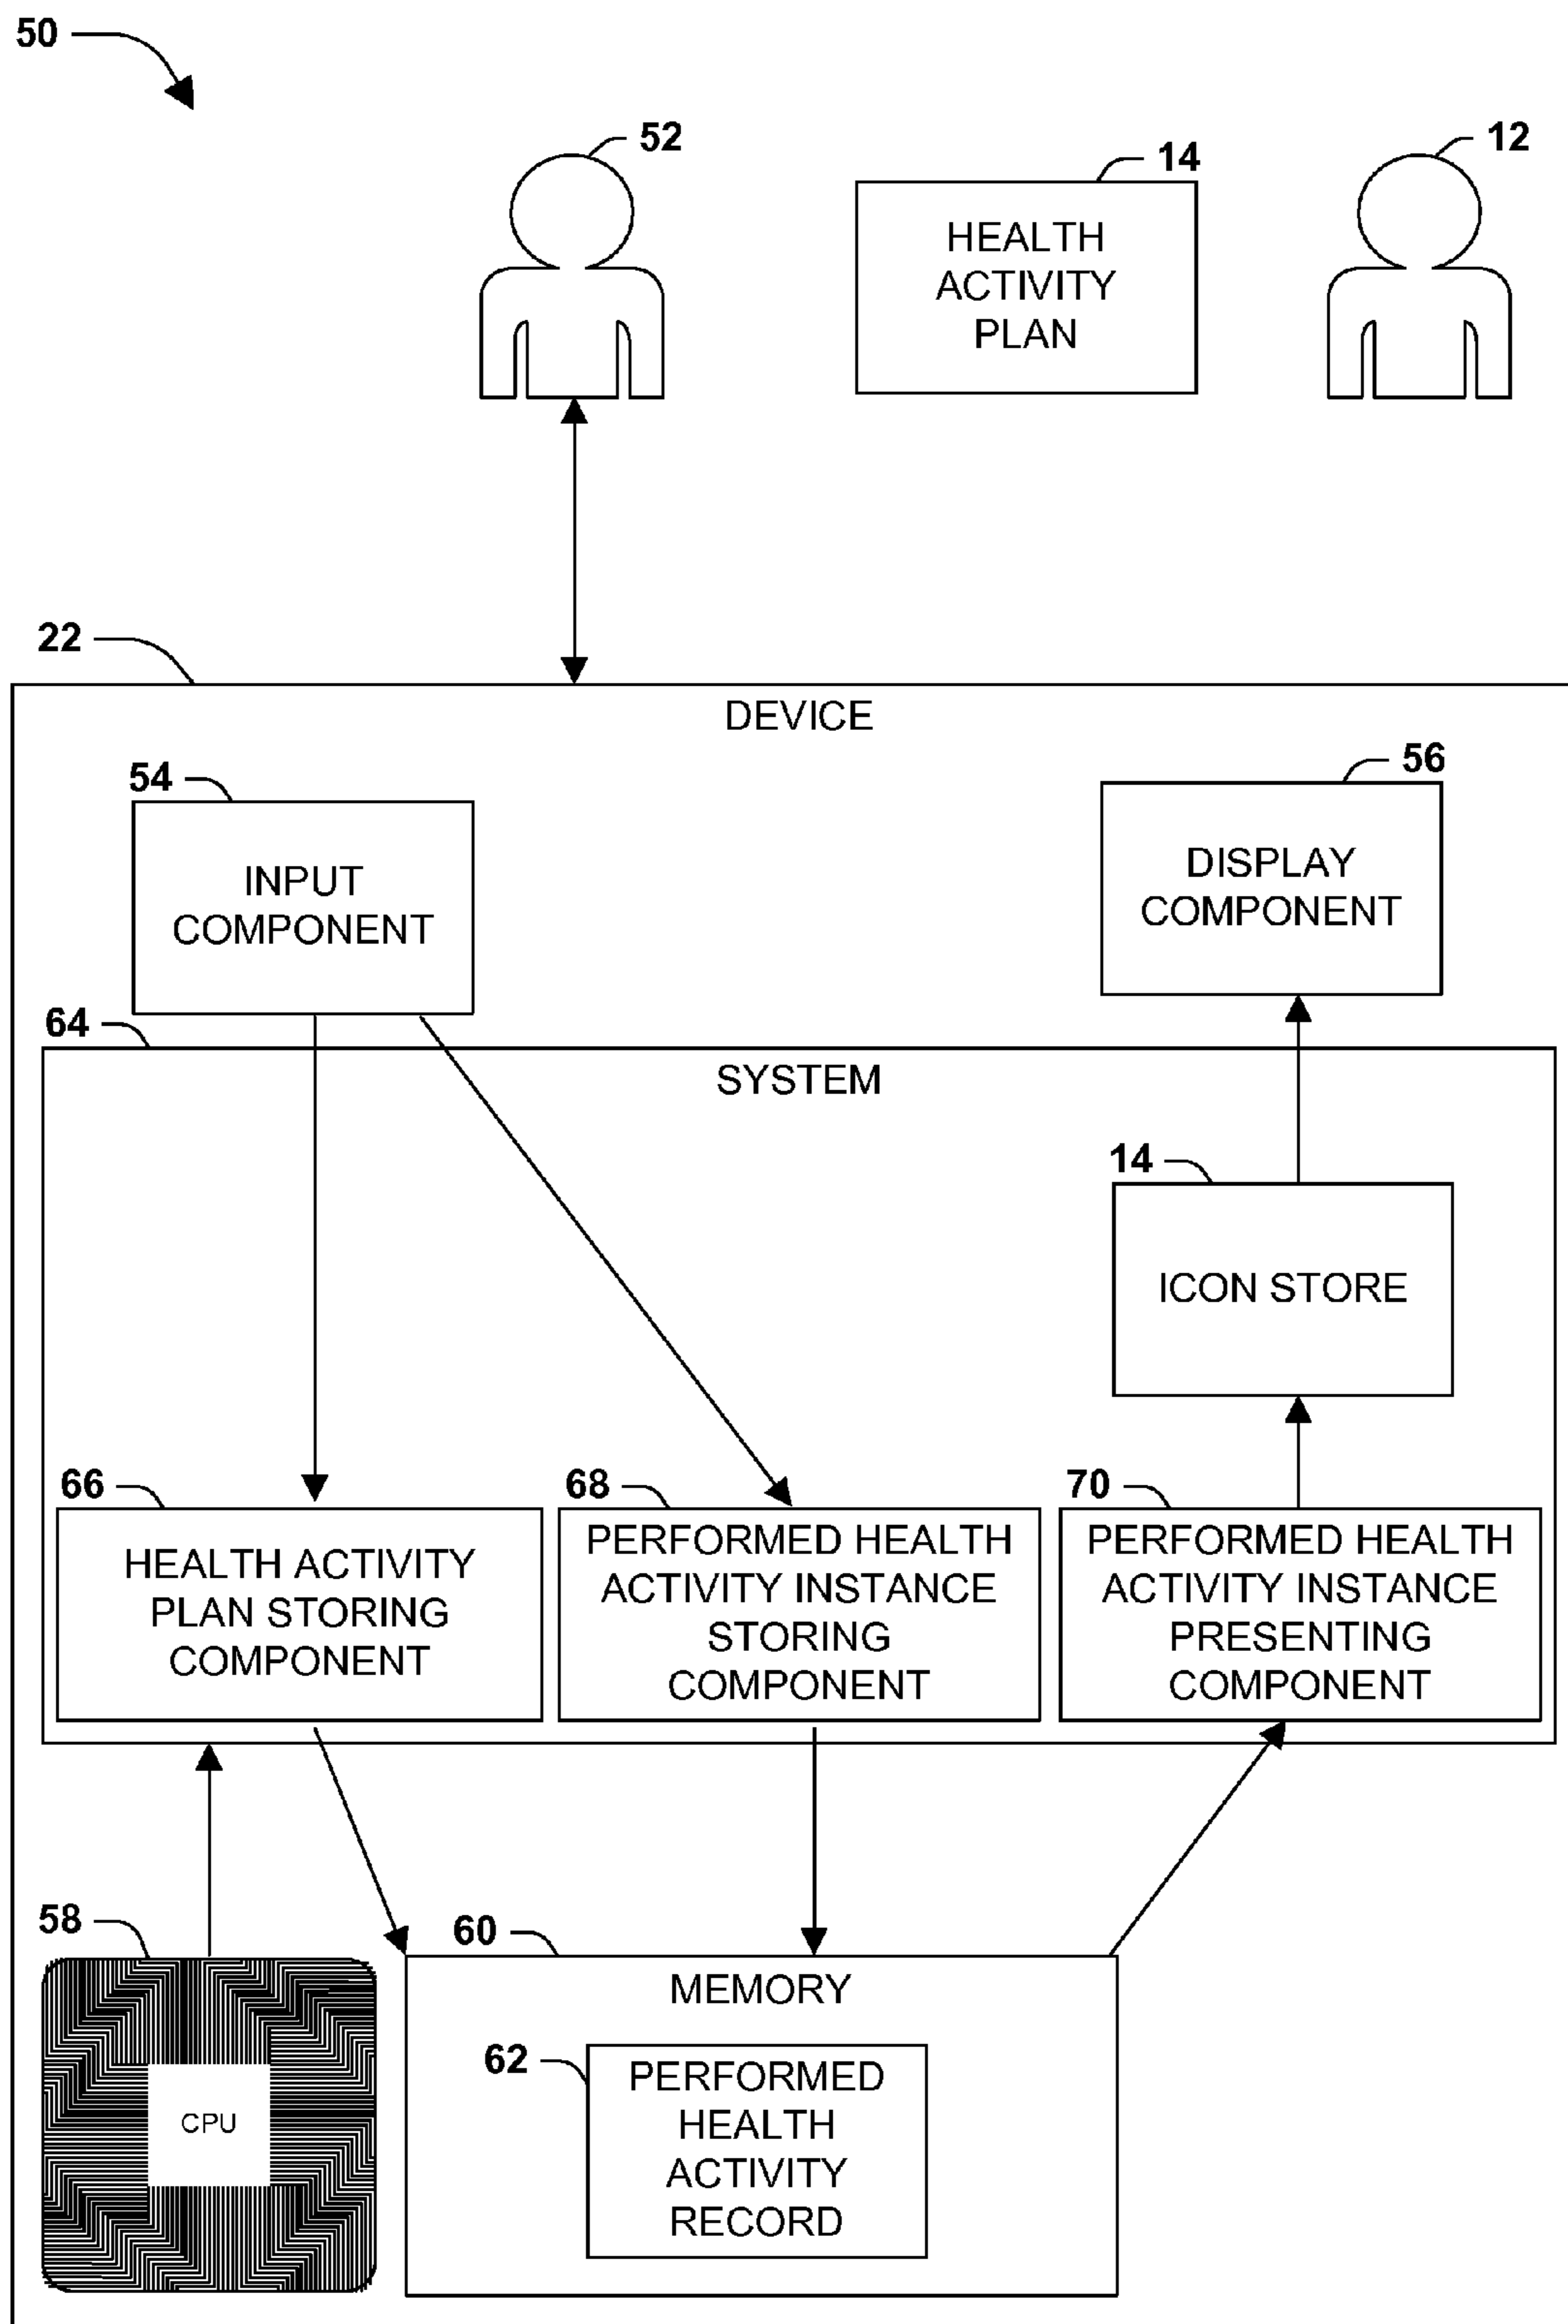 50
52
14
12
HEALTH
ACTIVITY
PLAN
22
DEVICE
54
56
INPUT
COMPONENT
DISPLAY
COMPONENT
64
SYSTEM
14
ICON STORE
66
68
70
HEALTH ACTIVITY
PLAN STORING
COMPONENT
PERFORMED HEALTH
ACTIVITY INSTANCE
STORING
COMPONENT
PERFORMED HEALTH
ACTIVITY INSTANCE
PRESENTING
COMPONENT
58
60
MEMORY
62
CPU
PERFORMED
HEALTH
ACTIVITY
RECORD